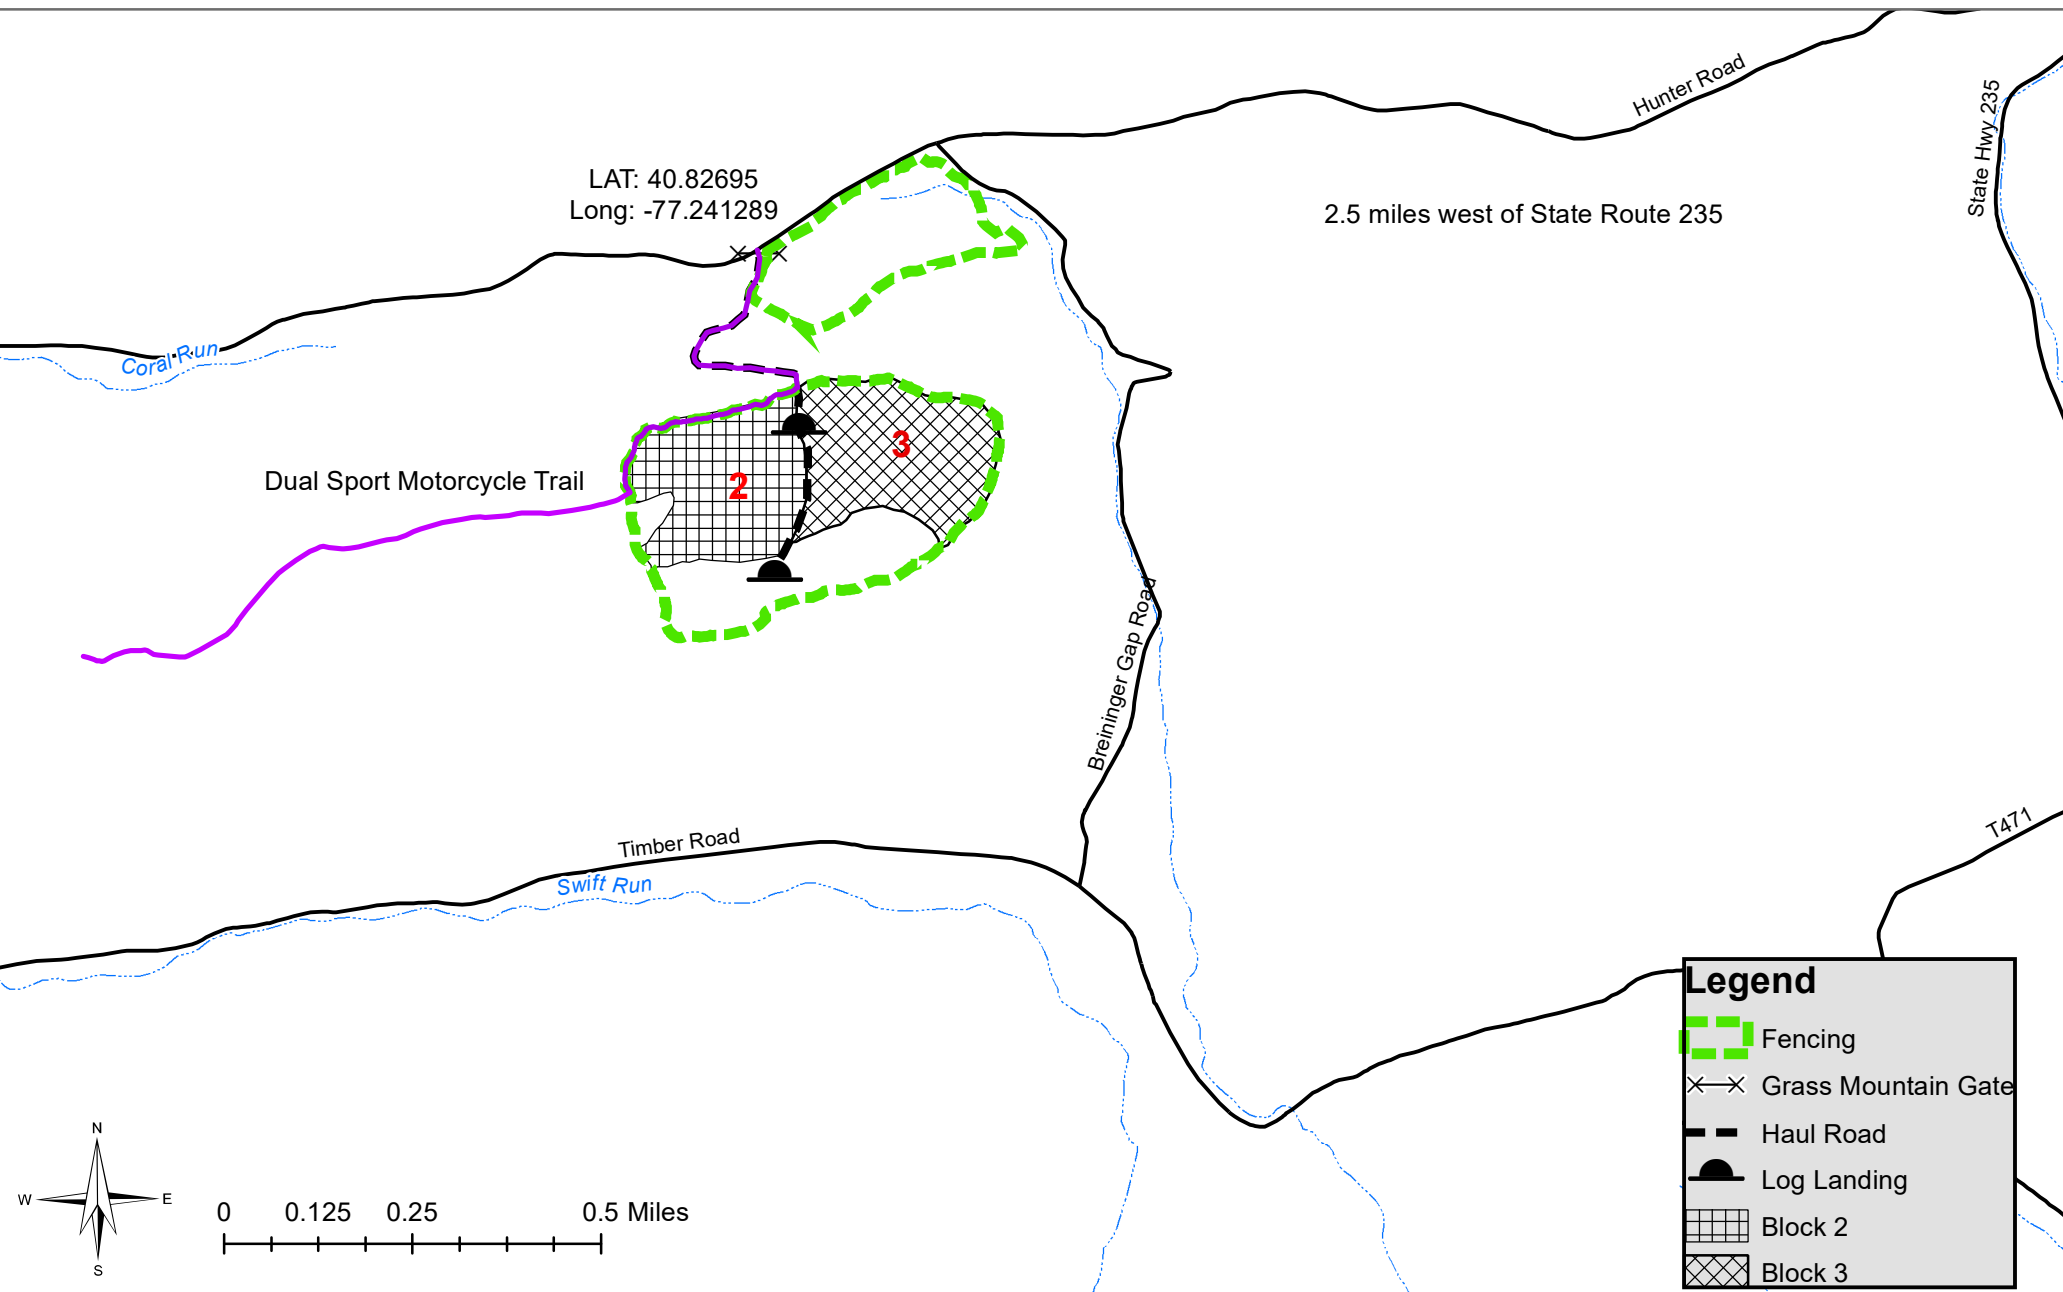 Hunter Road
State Hwy 235
LAT: 40.82695
Long: -77.241289
2.5 miles west of State Route 235
Coral Run
3
Dual Sport Motorcycle Trail
2
Breininger Gap Road
Timber Road
T471
Swift Run
Legend
Fencing
Grass Mountain Gate
Haul Road
Log Landing
Block 2
Block 3
N
W
E
S
0 0.125 0.25 0.5 Miles